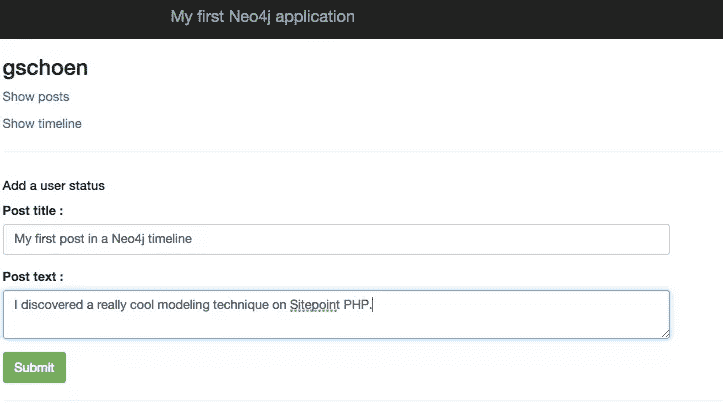 My first Neo4j application
gschoen
Show posts
Show timeline
Add a user status
Post title :
My first post in a Neo4j timeline
Post text :
I discovered a really cool modeling technique on Sitepoint PHP.
Submit